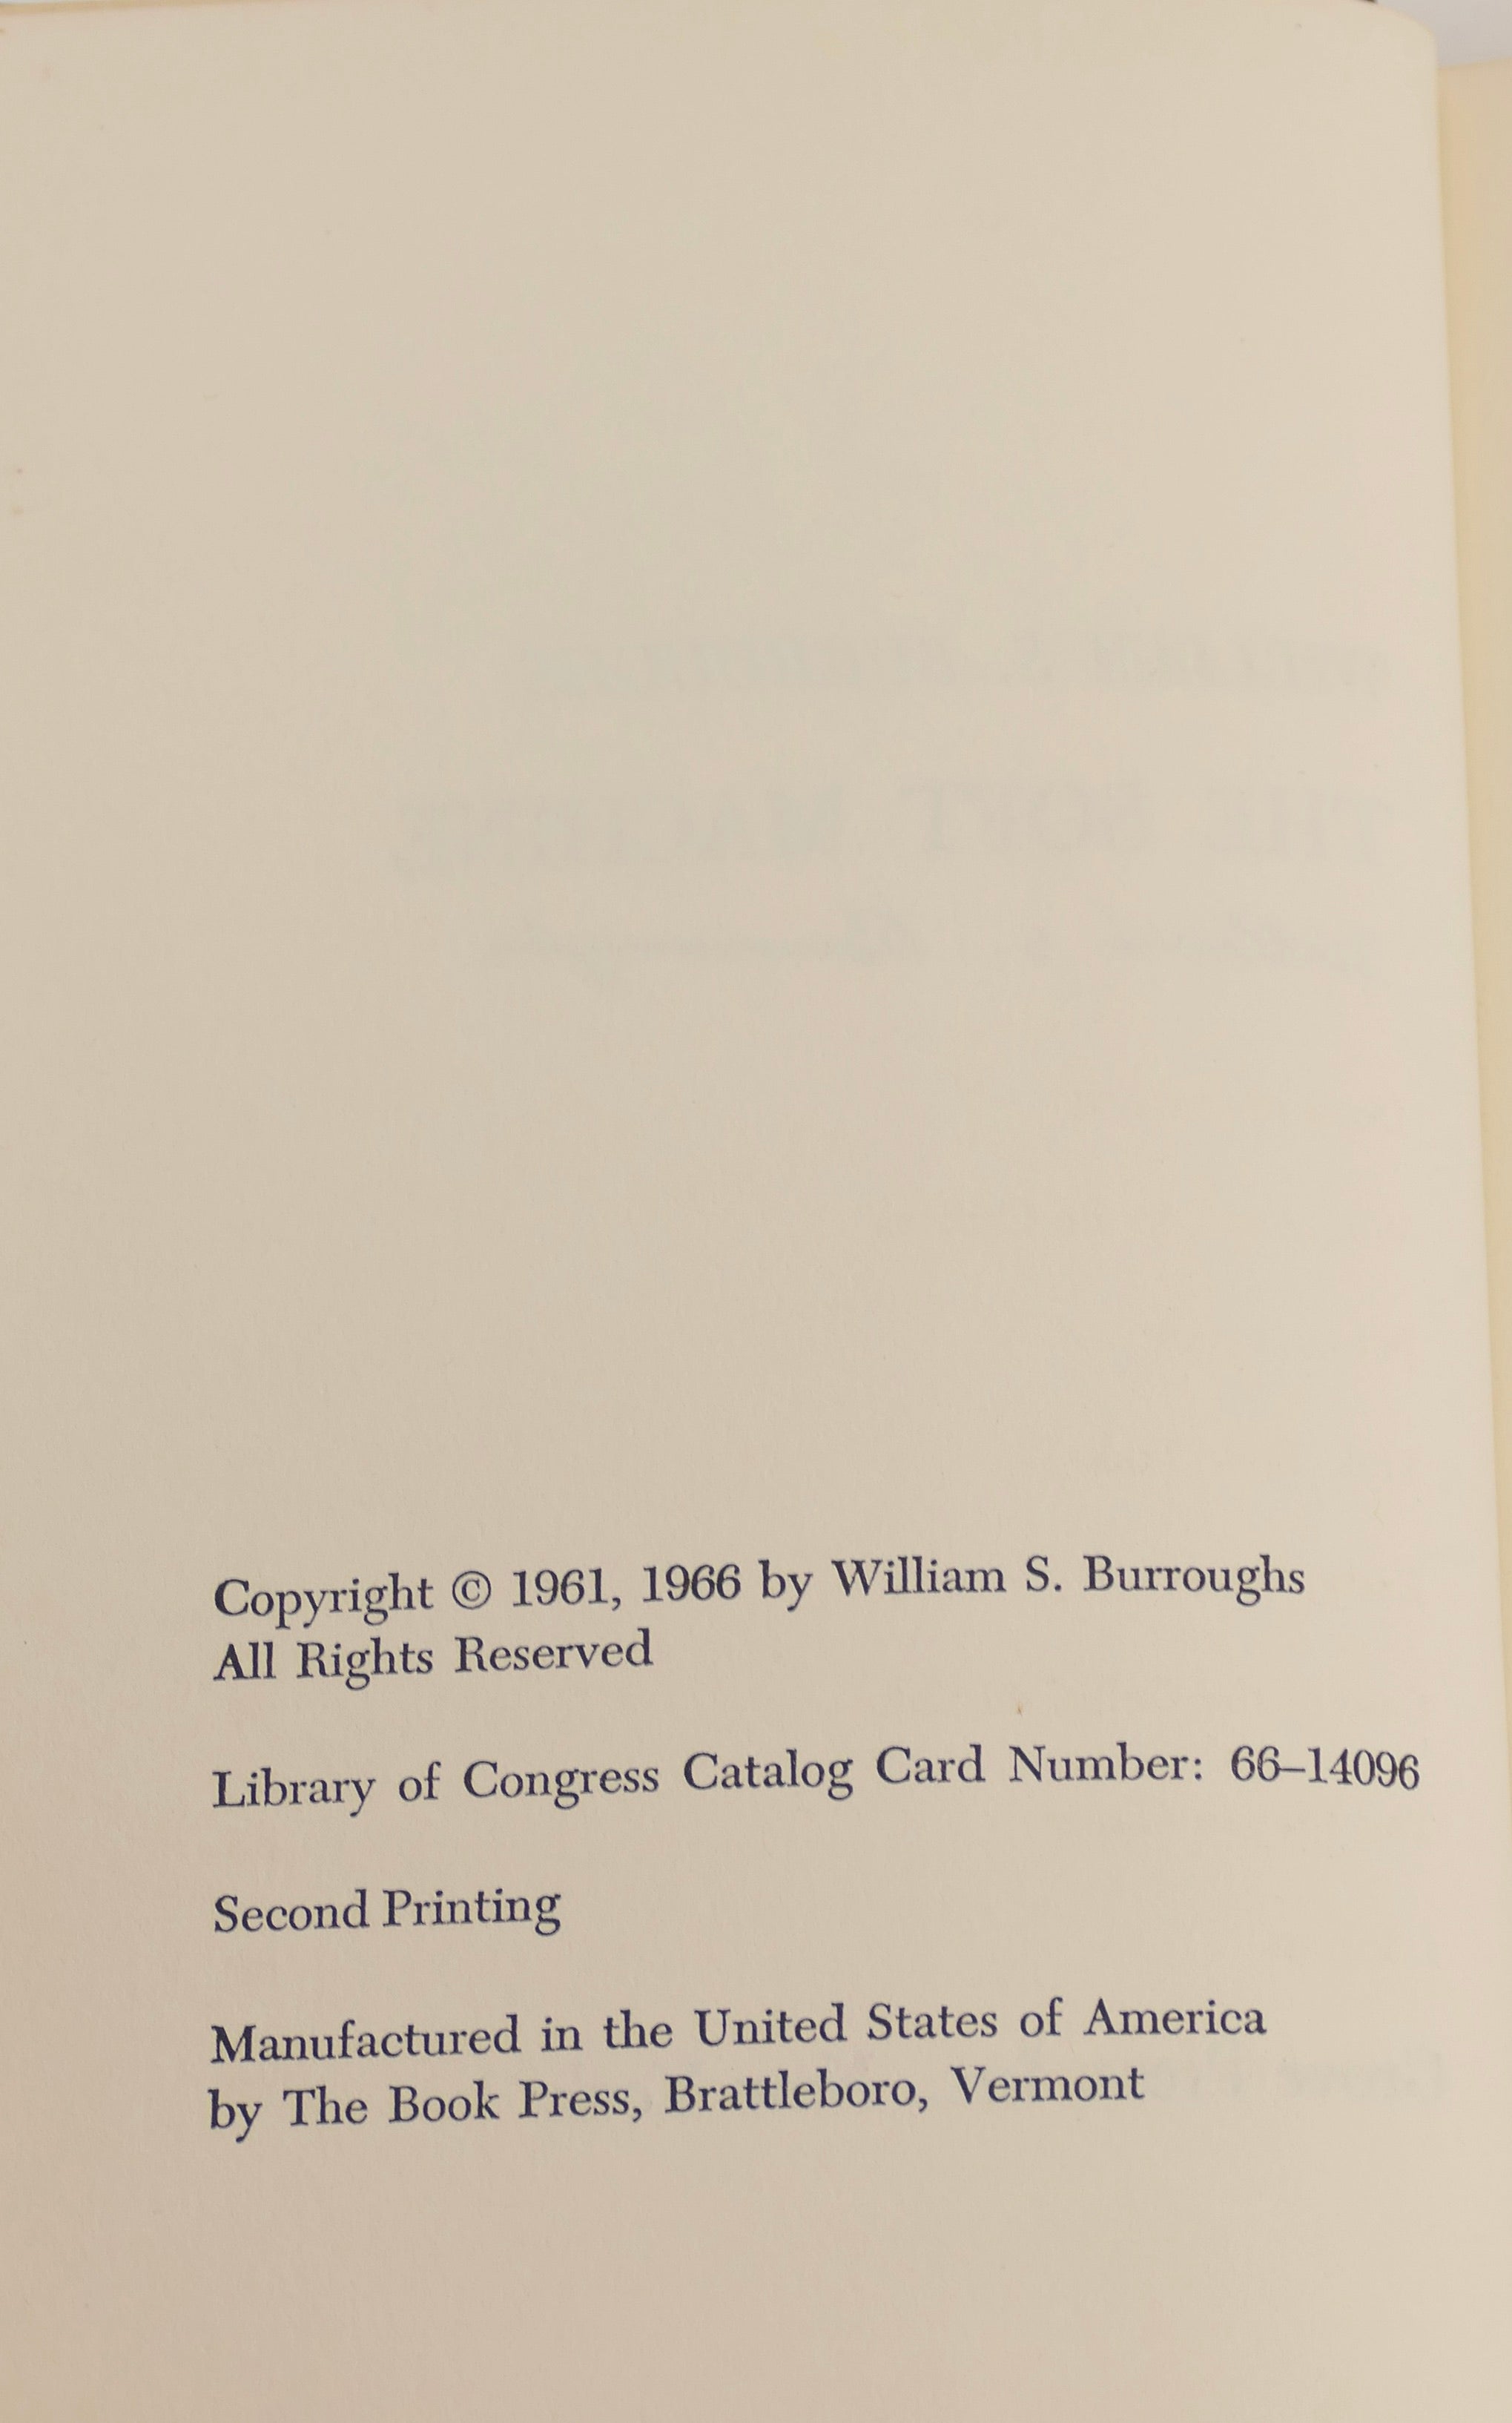 Copyright © 1961, 1966 by William S. Burroughs
All Rights Reserved
Library of Congress Catalog Card Number: 66–14096
Second Printing
Manufactured in the United States of America
by The Book Press, Brattleboro, Vermont